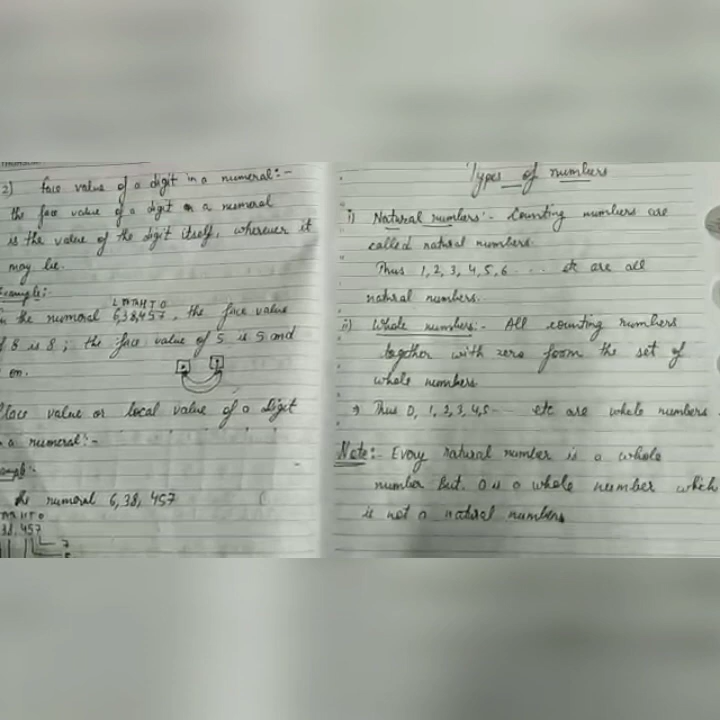 2) face value of a digit in a numeral:-
the face value of a digit in a numeral
is the value of the digit itself, wherever it
may lie.
Example:-
In the numeral 6,38,457, the face value
of 8 is 8; the face value of 5 is 5 and
so on.
Place value or local value of a Digit
in a numeral:-
Example:-
the numeral 6,38,457
38,457
Types of numbers
i) Natural numbers:- Counting numbers are
called natural numbers.
Thus 1, 2, 3, 4, 5, 6 .... etc are all
natural numbers.
ii) Whole numbers:- All counting numbers
together with zero foom the set of
whole numbers
⇒ Thus 0, 1, 2, 3, 4, 5 -- etc are whole numbers.
Note:- Every natural number is a whole
number But. 0 is a whole number which
is not a natural numbers